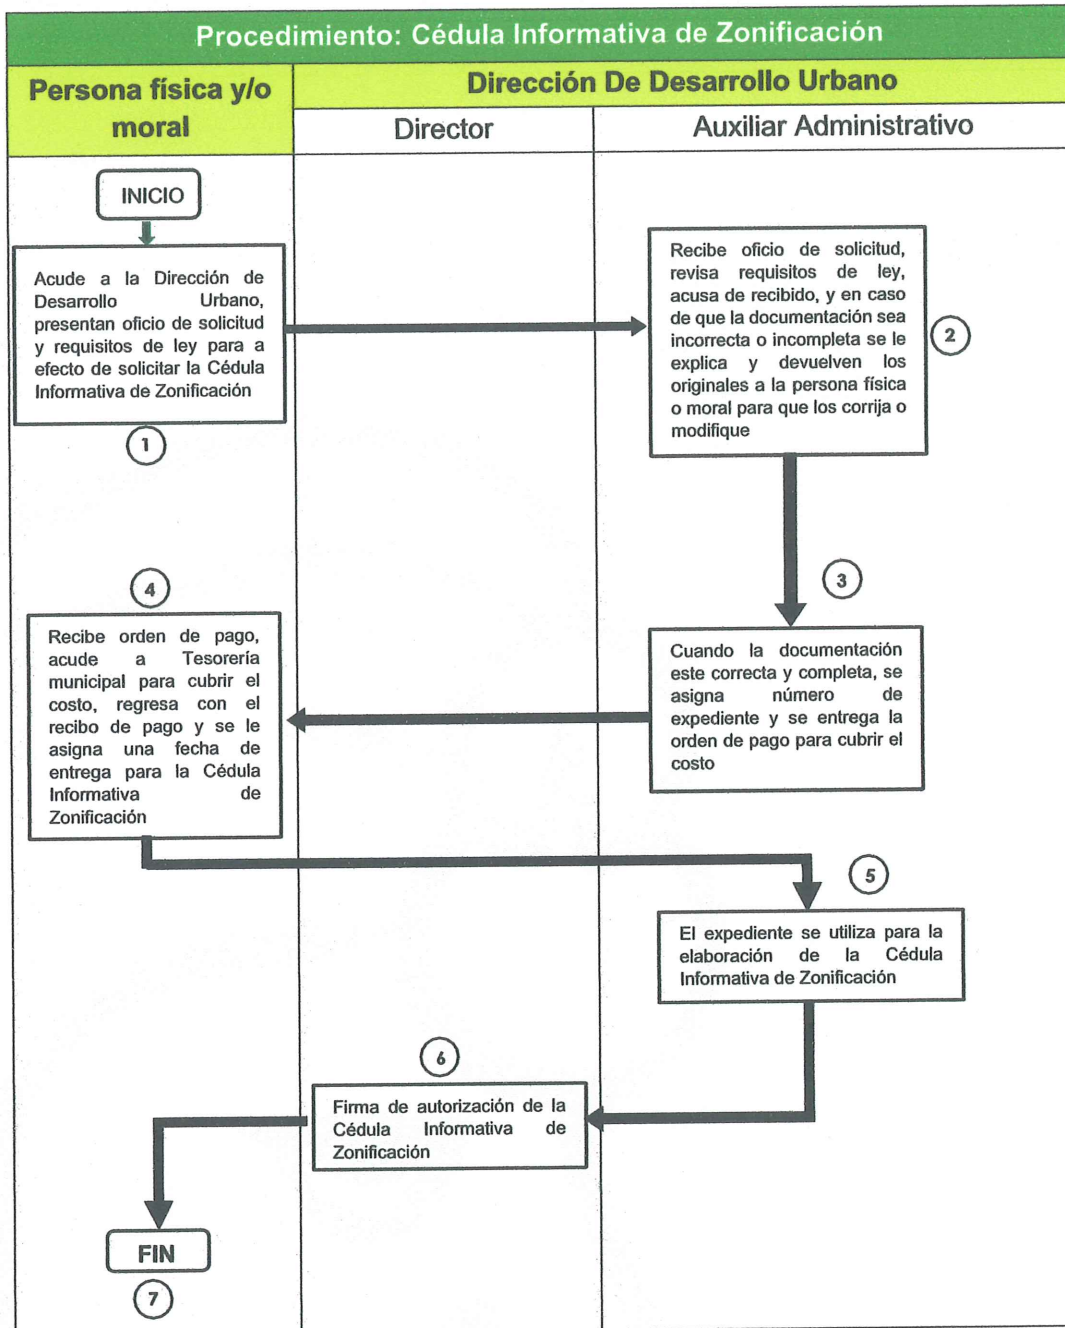 Procedimiento: Cédula Informativa de Zonificación
Persona física y/o
moral
Dirección De Desarrollo Urbano
Director
Auxiliar Administrativo
INICIO
Acude a la Dirección de
Desarrollo Urbano,
presentan oficio de solicitud
y requisitos de ley para a
efecto de solicitar la Cédula
Informativa de Zonificación
1
Recibe oficio de solicitud,
revisa requisitos de ley,
acusa de recibido, y en caso
de que la documentación sea
incorrecta o incompleta se le
explica y devuelven los
originales a la persona física
o moral para que los corrija o
modifique
2
3
Cuando la documentación
este correcta y completa, se
asigna número de
expediente y se entrega la
orden de pago para cubrir el
costo
4
Recibe orden de pago,
acude a Tesorería
municipal para cubrir el
costo, regresa con el
recibo de pago y se le
asigna una fecha de
entrega para la Cédula
Informativa de
Zonificación
5
El expediente se utiliza para la
elaboración de la Cédula
Informativa de Zonificación
6
Firma de autorización de la
Cédula Informativa de
Zonificación
FIN
7